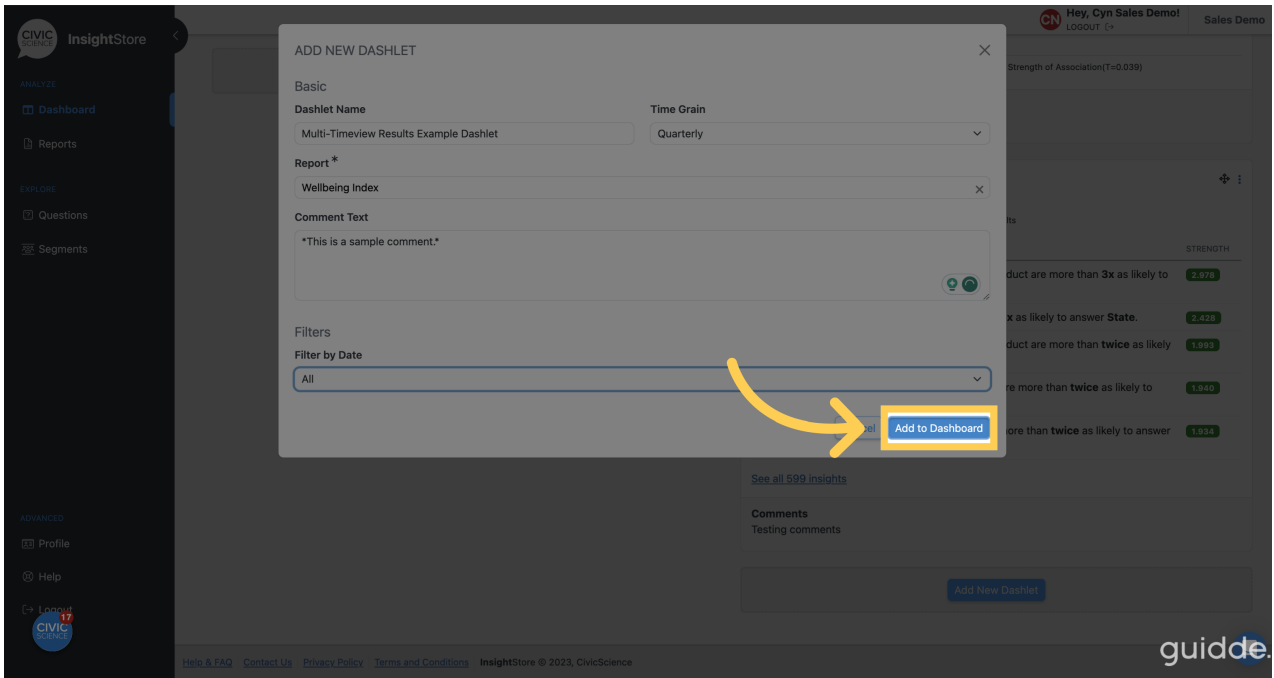 CIVIC
SCIENCE
InsightStore
CN
Hey, Cyn Sales Demo!
LOGOUT
Sales Demo
ANALYZE
Dashboard
Reports
EXPLORE
Questions
Segments
ADD NEW DASHLET
Basic
Dashlet Name
Time Grain
Multi-Timeview Results Example Dashlet
Quarterly
Report *
Wellbeing Index
Comment Text
*This is a sample comment.*
Filters
Filter by Date
All
Add to Dashboard
Strength of Association(T=0.039)
STRENGTH
duct are more than 3x as likely to
2.978
x as likely to answer State.
2.428
duct are more than twice as likely
1.993
re more than twice as likely to
1.940
ore than twice as likely to answer
1.934
See all 599 insights
Comments
Testing comments
Add New Dashlet
ADVANCED
Profile
Help
Logout
17
CIVIC
SCIENCE
Help & FAQ Contact Us Privacy Policy Terms and Conditions InsightStore © 2023, CivicScience
guidde.